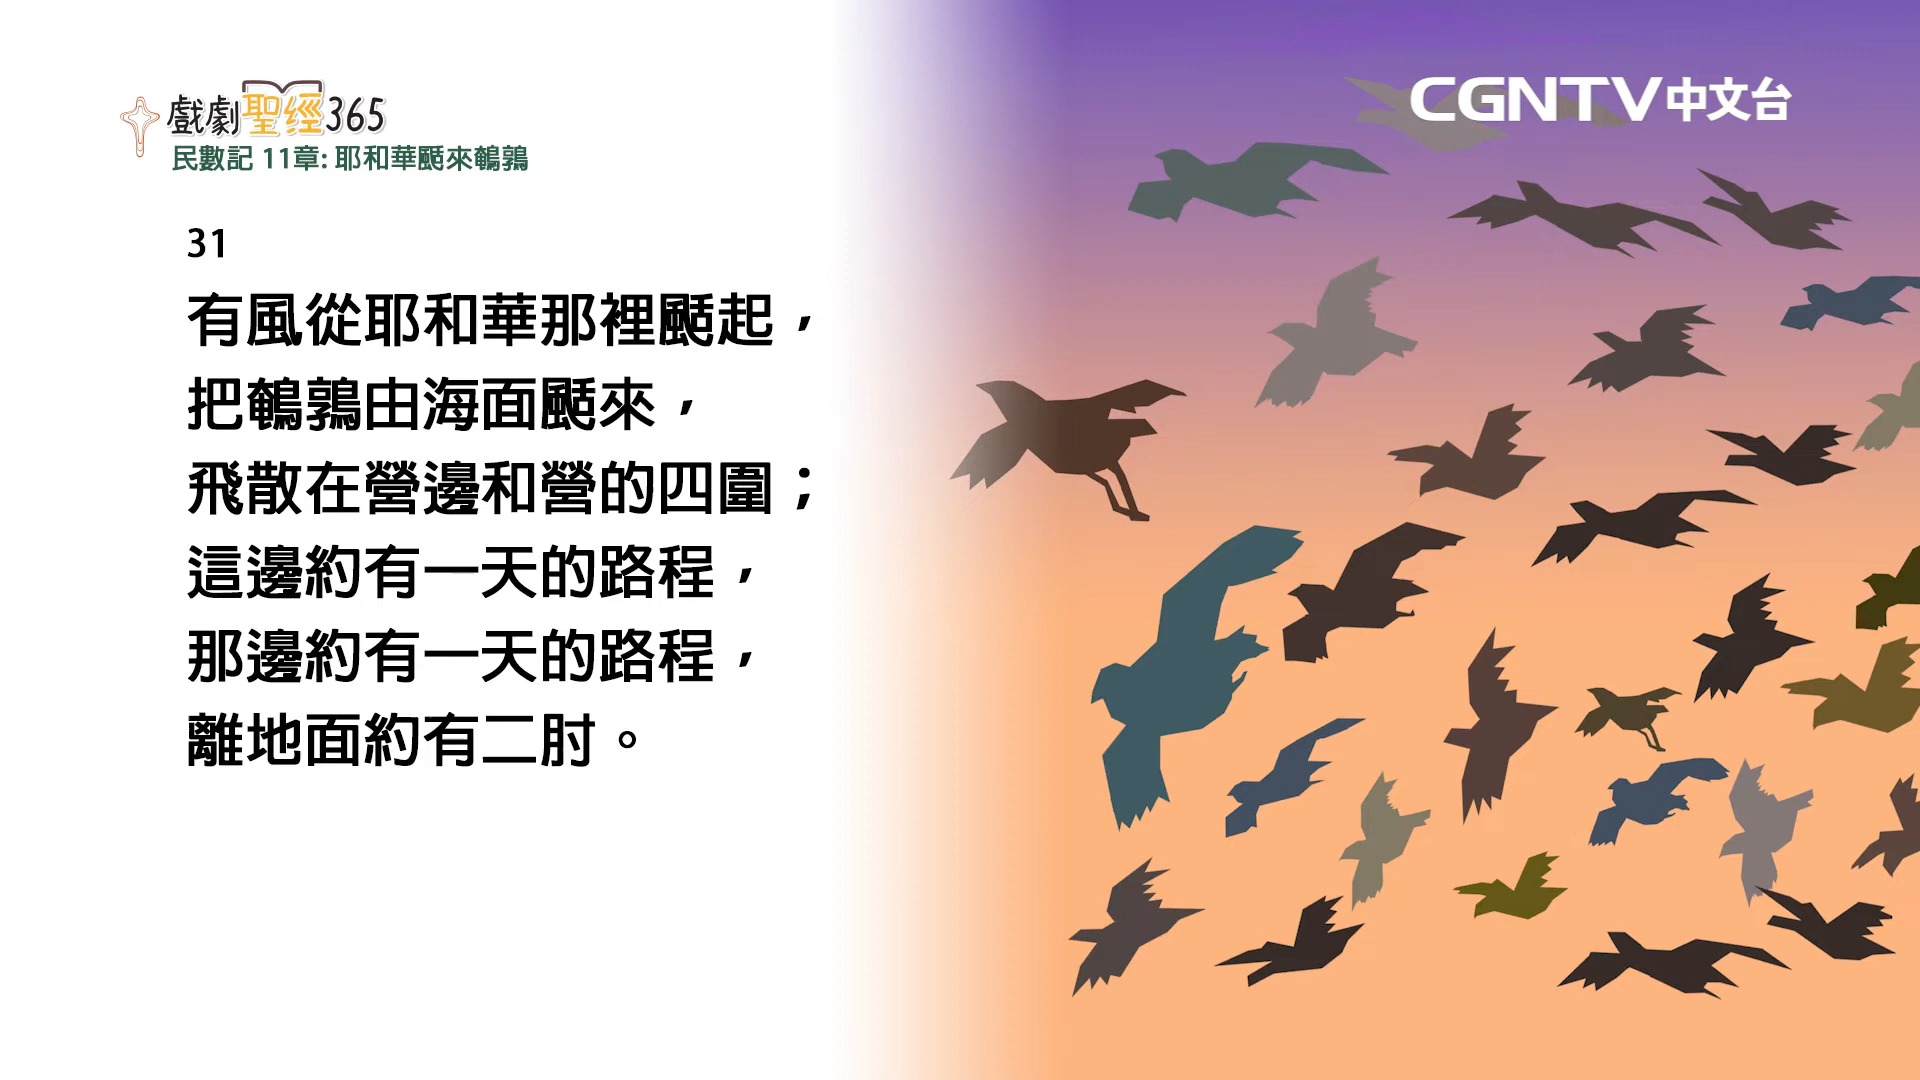 戲劇聖經365
民數記 11章: 耶和華颳來鵪鶉
CGNTV中文台
31
有風從耶和華那裡颳起，
把鵪鶉由海面颳來，
飛散在營邊和營的四圍；
這邊約有一天的路程，
那邊約有一天的路程，
離地面約有二肘。